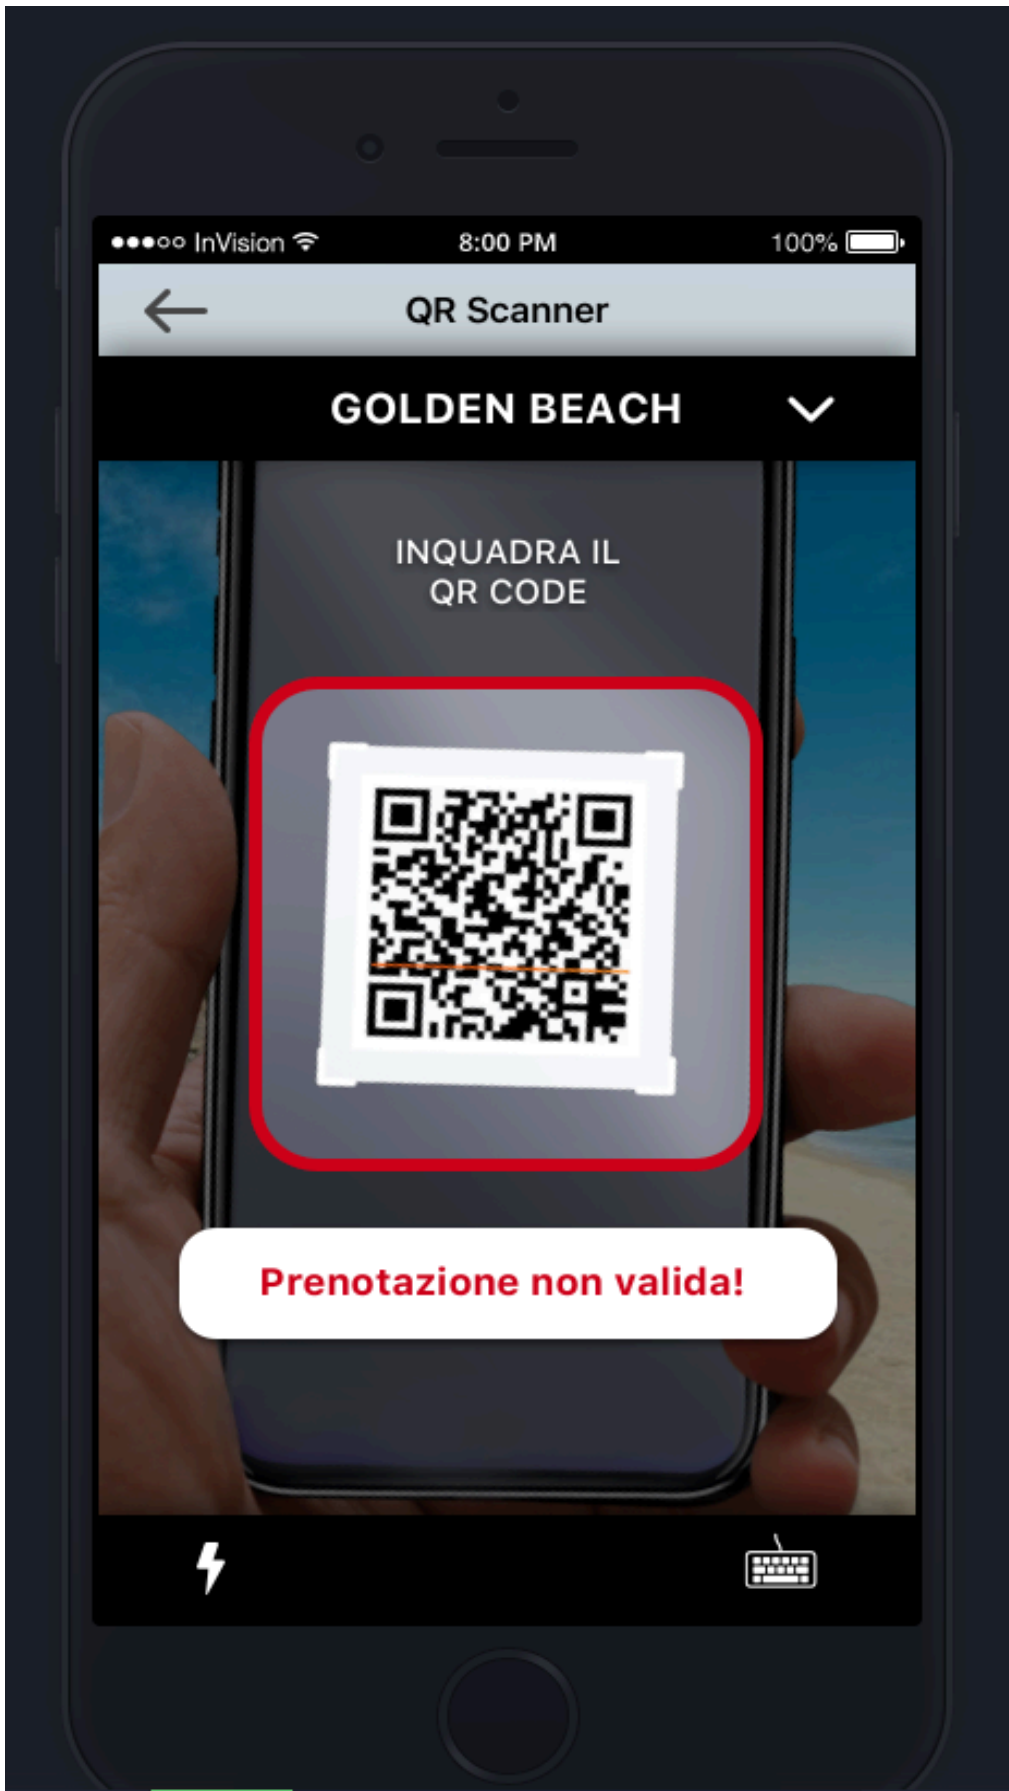 InVision 8:00 PM 100%
QR Scanner
GOLDEN BEACH
INQUADRA IL
QR CODE
Prenotazione non valida!